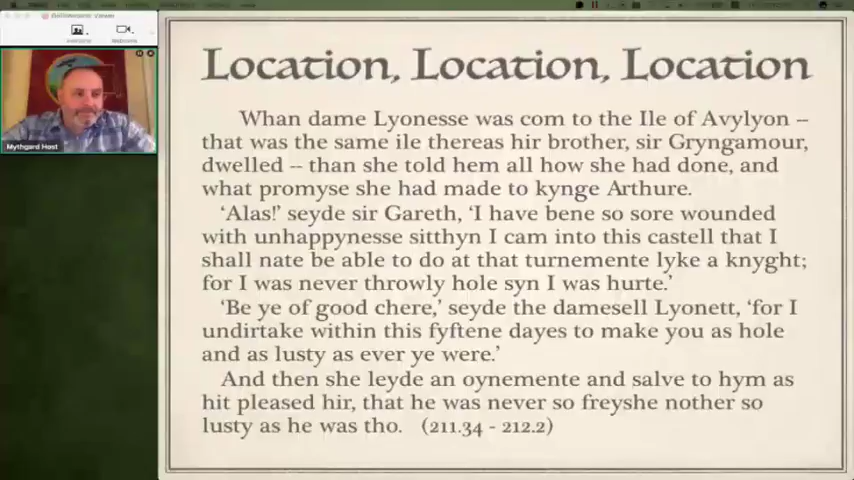 Location, Location, Location
Whan dame Lyonesse was com to the Ile of Avylyon –
that was the same ile thereas hir brother, sir Gryngamour,
dwelled – than she told hem all how she had done, and
what promyse she had made to kynge Arthure.
‘Alas!’ seyde sir Gareth, ‘I have bene so sore wounded
with unhappynesse sitthyn I cam into this castell that I
shall nate be able to do at that turnemente lyke a knyght;
for I was never throwly hole syn I was hurte.’
‘Be ye of good chere,’ seyde the damesell Lyonett, ‘for I
undirtake within this fyftene dayes to make you as hole
and as lusty as ever ye were.’
And then she leyde an oynemente and salve to hym as
hit pleased hir, that he was never so freyshe nother so
lusty as he was tho. (211.34 - 212.2)
Mythgard Host